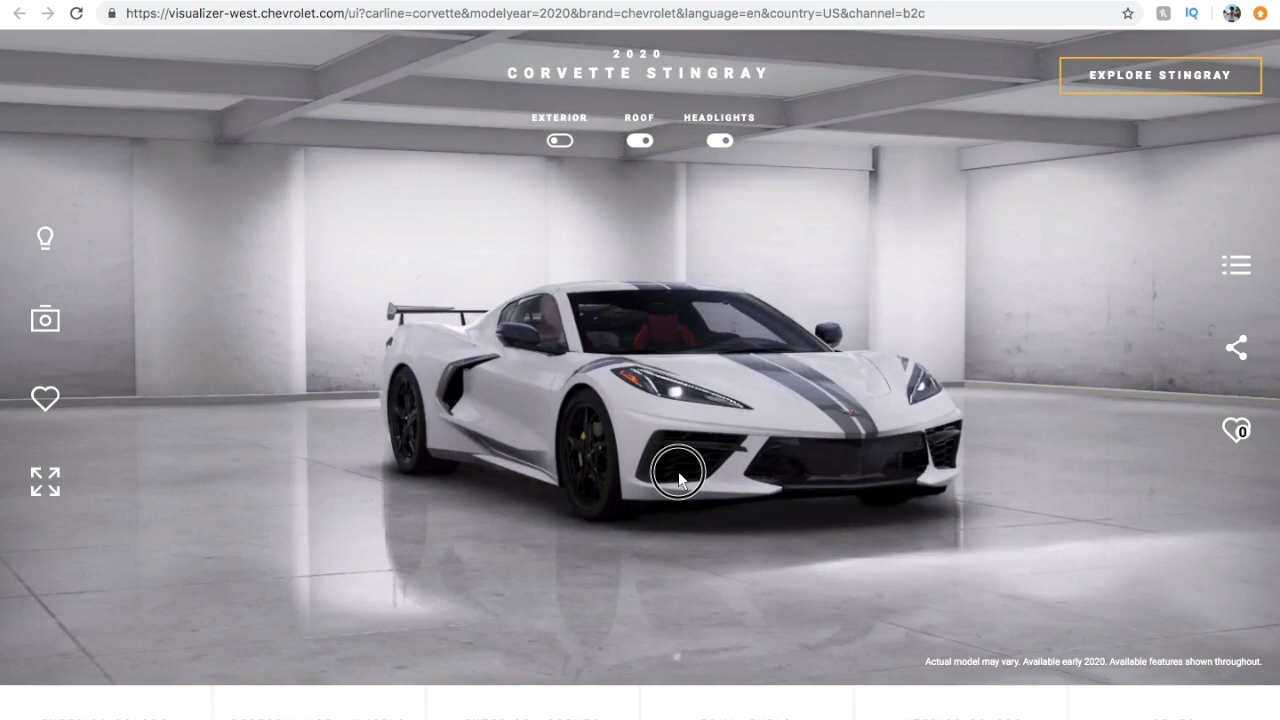 https://visualizer-west.chevrolet.com/ui?carline=corvette&modelyear=2020&brand=chevrolet&language=en&country=US&channel=b2c
IQ
2020
CORVETTE STINGRAY
EXPLORE STINGRAY
EXTERIOR ROOF HEADLIGHTS
0
Actual model may vary. Available early 2020. Available features shown throughout.